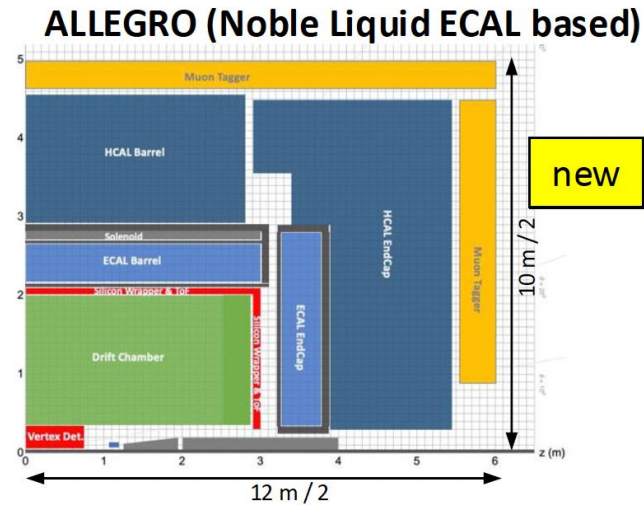 ALLEGRO (Noble Liquid ECAL based)
5
Muon Tagger
4
HCAL Barrel
new
3
Solenoid
HCAL EndCap
ECAL Barrel
10 m / 2
Muon Tagger
2
Silicon Wrapper & ToF
ECAL EndCap
Silicon Wrapper & ToF
Drift Chamber
1
Vertex Det.
0
0 1 2 3 4 5 6 z (m)
12 m / 2